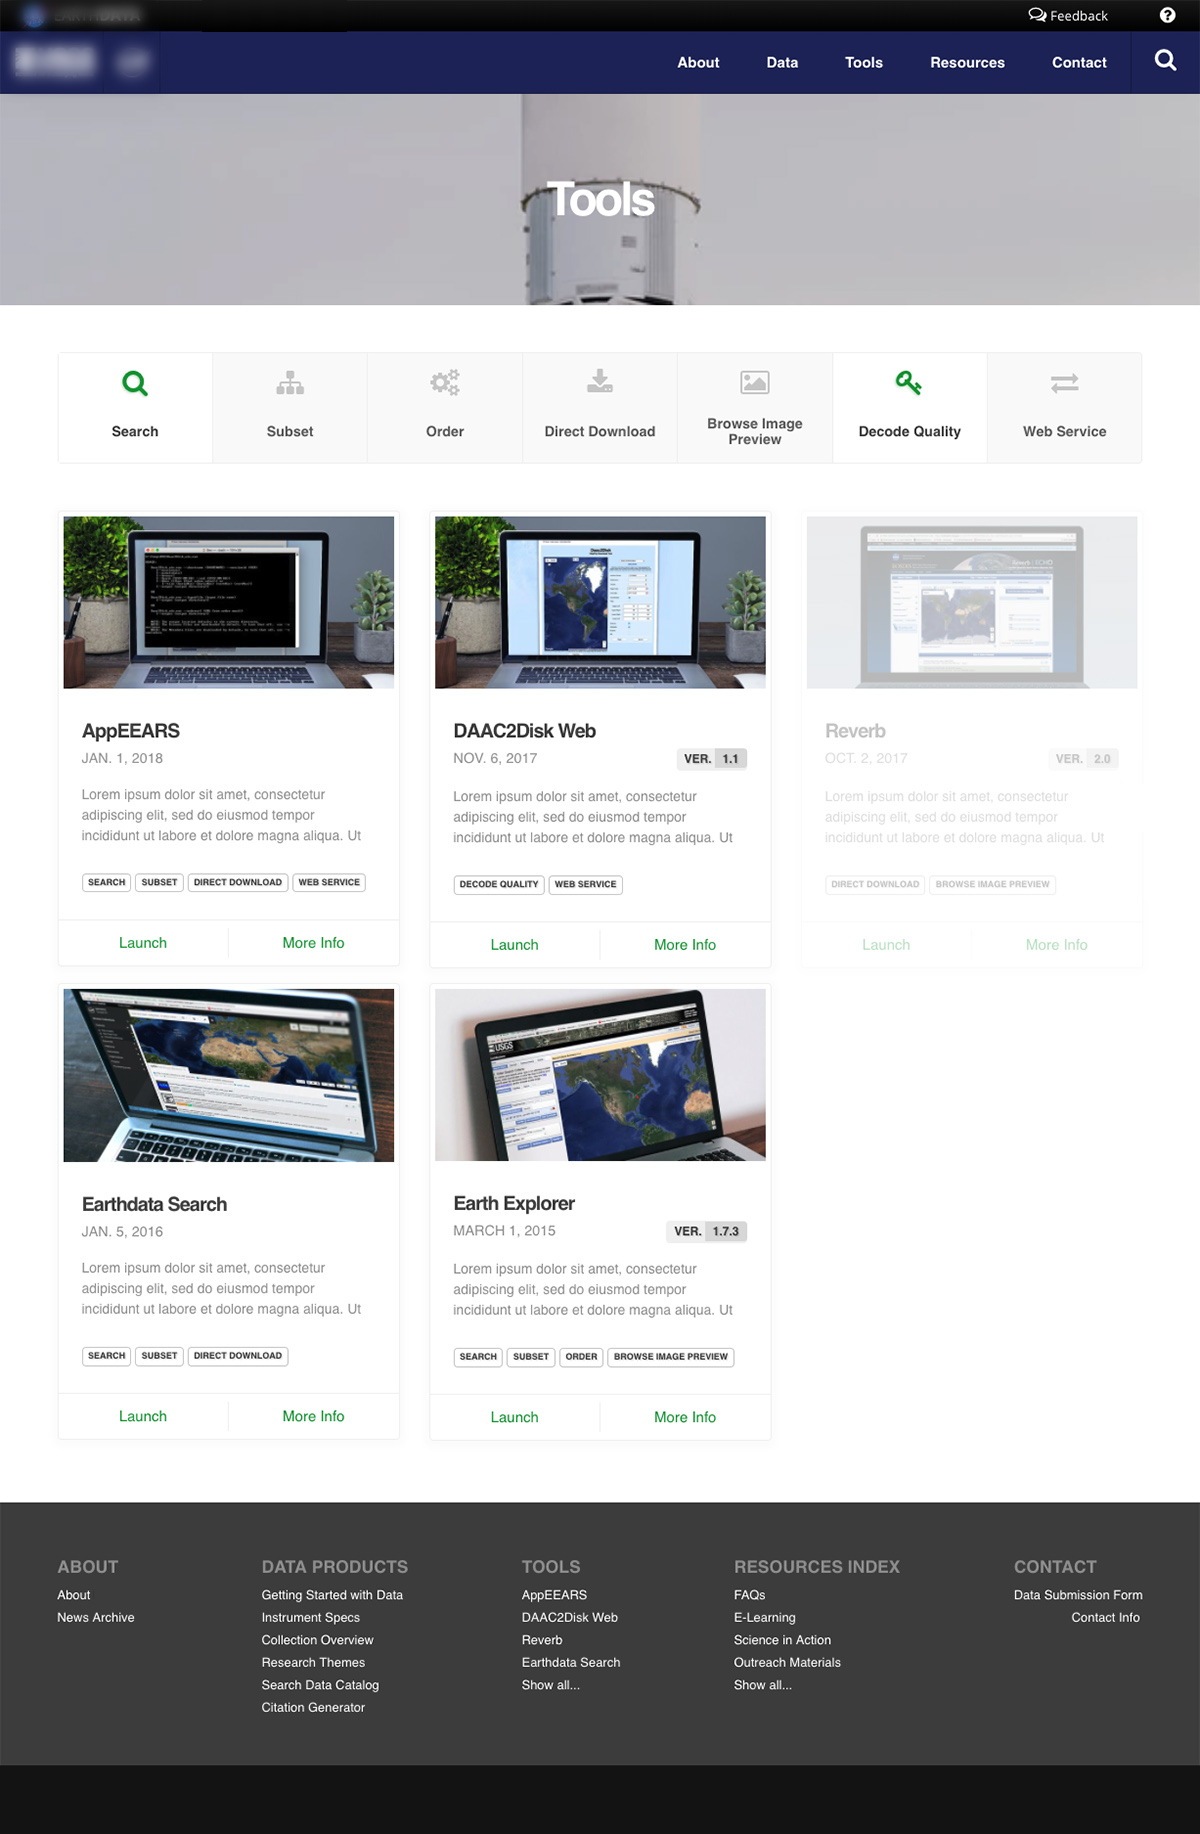 Feedback
About Data Tools Resources Contact
Tools
Search Subset Order Direct Download Browse Image Preview Decode Quality Web Service
AppEEARS
JAN. 1, 2018
Lorem ipsum dolor sit amet, consectetur
adipiscing elit, sed do eiusmod tempor
incididunt ut labore et dolore magna aliqua. Ut
SEARCH SUBSET DIRECT DOWNLOAD WEB SERVICE
Launch More Info
DAAC2Disk Web
NOV. 6, 2017 VER. 1.1
Lorem ipsum dolor sit amet, consectetur
adipiscing elit, sed do eiusmod tempor
incididunt ut labore et dolore magna aliqua. Ut
DECODE QUALITY WEB SERVICE
Launch More Info
Reverb
OCT. 2, 2017 VER. 2.0
Lorem ipsum dolor sit amet, consectetur
adipiscing elit, sed do eiusmod tempor
incididunt ut labore et dolore magna aliqua. Ut
DIRECT DOWNLOAD BROWSE IMAGE PREVIEW
Launch More Info
Earthdata Search
JAN. 5, 2016
Lorem ipsum dolor sit amet, consectetur
adipiscing elit, sed do eiusmod tempor
incididunt ut labore et dolore magna aliqua. Ut
SEARCH SUBSET DIRECT DOWNLOAD
Launch More Info
USGS
Earth Explorer
MARCH 1, 2015 VER. 1.7.3
Lorem ipsum dolor sit amet, consectetur
adipiscing elit, sed do eiusmod tempor
incididunt ut labore et dolore magna aliqua. Ut
SEARCH SUBSET ORDER BROWSE IMAGE PREVIEW
Launch More Info
ABOUT
About
News Archive
DATA PRODUCTS
Getting Started with Data
Instrument Specs
Collection Overview
Research Themes
Search Data Catalog
Citation Generator
TOOLS
AppEEARS
DAAC2Disk Web
Reverb
Earthdata Search
Show all...
RESOURCES INDEX
FAQs
E-Learning
Science in Action
Outreach Materials
Show all...
CONTACT
Data Submission Form
Contact Info